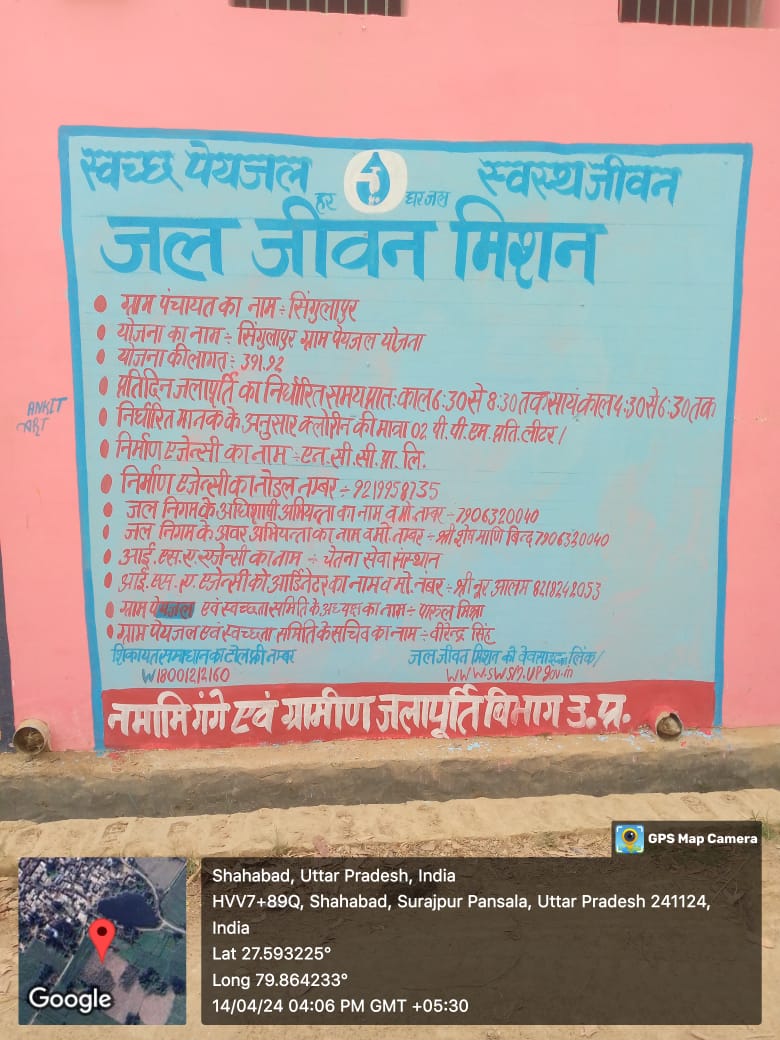 स्वच्छ पेयजल
हर घर जल
स्वस्थ जीवन
जल जीवन मिशन
ग्राम पंचायत का नाम ÷ सिंगुलापुर
योजना का नाम ÷ सिंगुलापुर ग्राम पेयजल योजता
योजना की लागत ÷ 391.92
प्रतिदिन जलापूर्ति का निर्धारित समय प्रातः काल 6:30 से 8:30 तक सायं काल 4:30 से 6:30 तक
निर्धारित मानक के अनुसार क्लोरिन की मात्रा 02 पी. पी. एम. प्रति. लीटर /
निर्माण एजेन्सी का नाम ÷ एन. सी. सी. प्रा. लि.
निर्माण एजेन्सी का नोडल नम्बर ÷ 9219958735
जल निगम के अधिशाषी अभियन्ता का नाम व मो. नम्बर ÷ 7906320040
जल निगम के अवर अभियन्ता का नाम व मो. नम्बर ÷ श्री शेषमणि बिन्द 7906320040
आई. एस. ए. एजेन्सी का नाम ÷ चेतना सेवा संस्थान
आई. एस. ए. एजेन्सी को आर्डिनेटर का नाम व मो. नंबर ÷ श्री नूर आलम 8218242053
ग्राम पेयजल एवं स्वच्छता समिति के अध्यक्ष का नाम ÷ पारुल मिश्रा
ग्राम पेयजल एवं स्वच्छता समिति के सचिव का नाम ÷ वीरेन्द्र सिंह
शिकायत समाधान का टोल फ्री नम्बर
18001212160
जल जीवन मिशन की वेवसाइट लिंक /
WWW.SWSM.UP.gov.in
नमामि गंगे एवं ग्रामीण जलापूर्ति विभाग उ. प्र.
ANKIT
ART
GPS Map Camera
Shahabad, Uttar Pradesh, India
HVV7+89Q, Shahabad, Surajpur Pansala, Uttar Pradesh 241124,
India
Lat 27.593225°
Long 79.864233°
14/04/24 04:06 PM GMT +05:30
Google